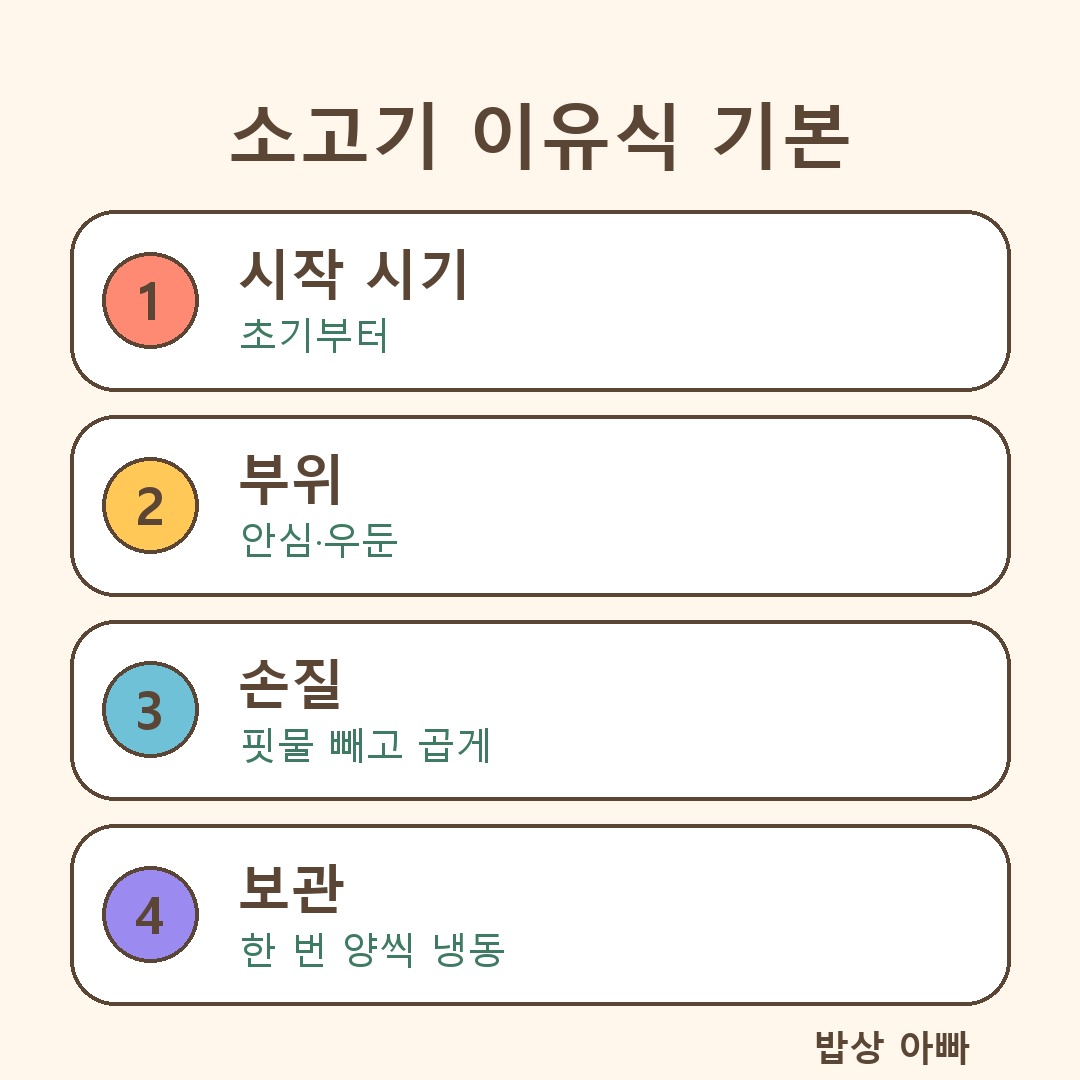 소고기 이유식 기본
1
시작 시기
초기부터
2
부위
안심·우둔
3
손질
핏물 빼고 곱게
4
보관
한 번 양씩 냉동
밥상 아빠